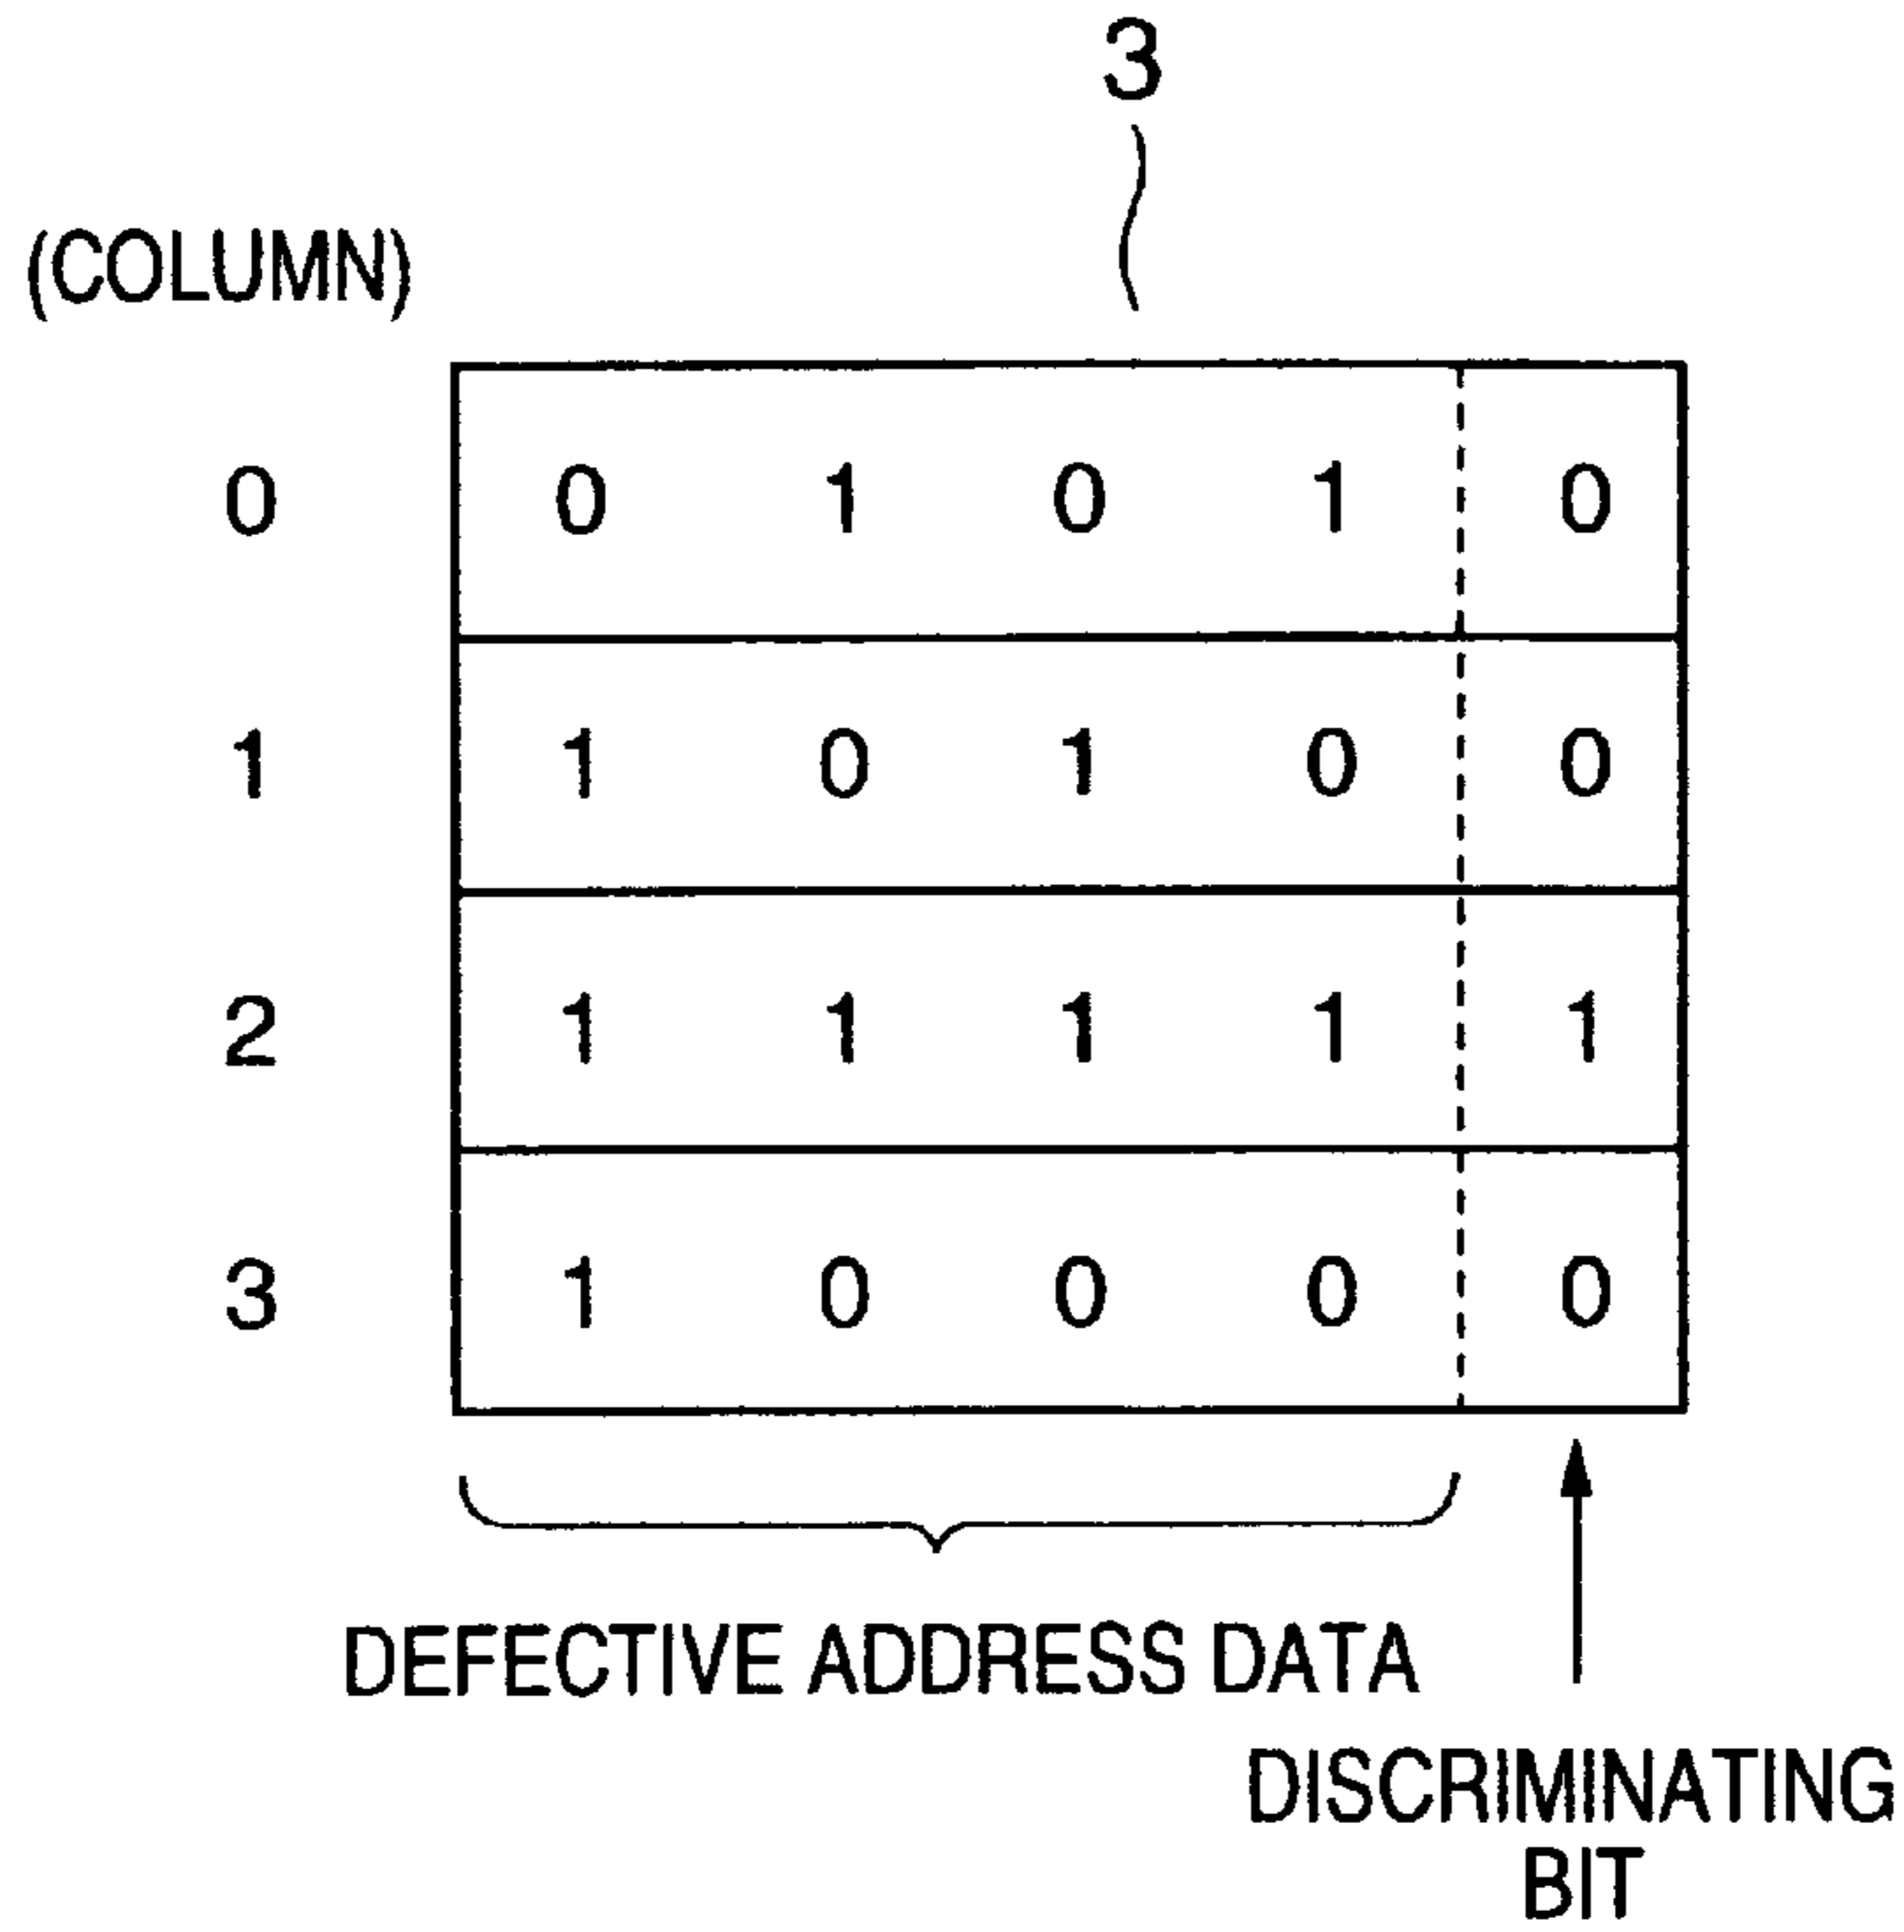 3
(COLUMN)
0 0 1 0 1 0
1 1 0 1 0 0
2 1 1 1 1 1
3 1 0 0 0 0
DEFECTIVE ADDRESS DATA
DISCRIMINATING
BIT